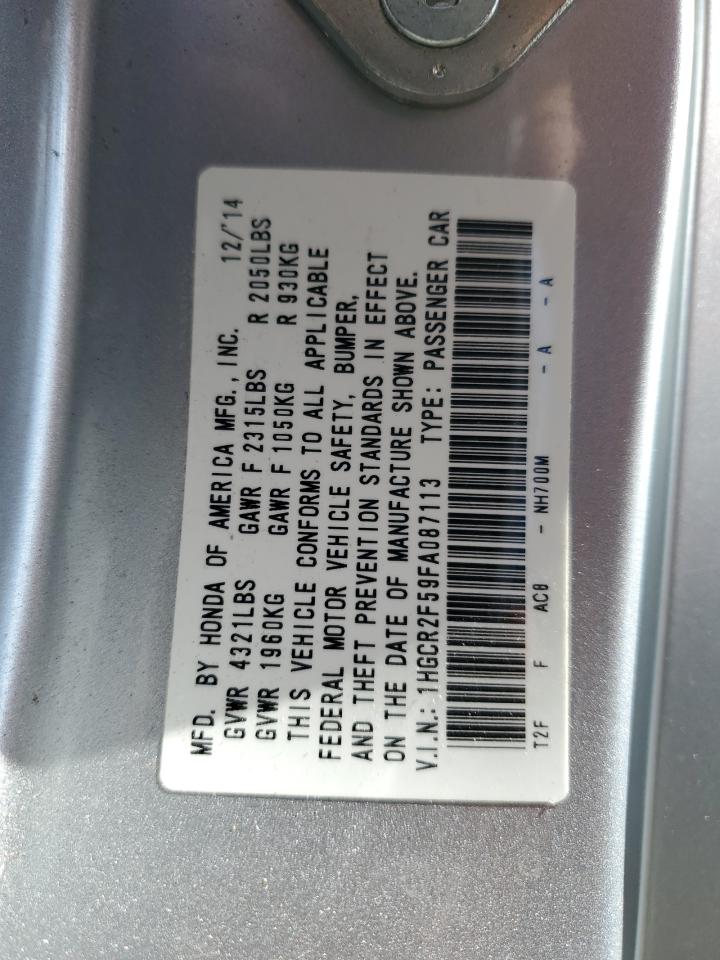 MFD. BY HONDA OF AMERICA MFG., INC. 12/'14
GVWR 4321LBS GAWR F 2315LBS R 2050LBS
GVWR 1960KG GAWR F 1050KG R 930KG
THIS VEHICLE CONFORMS TO ALL APPLICABLE
FEDERAL MOTOR VEHICLE SAFETY, BUMPER,
AND THEFT PREVENTION STANDARDS IN EFFECT
ON THE DATE OF MANUFACTURE SHOWN ABOVE.
V.I.N.: 1HGCR2F59FA087113 TYPE: PASSENGER CAR
T2F F AC8 - NH700M - A - A